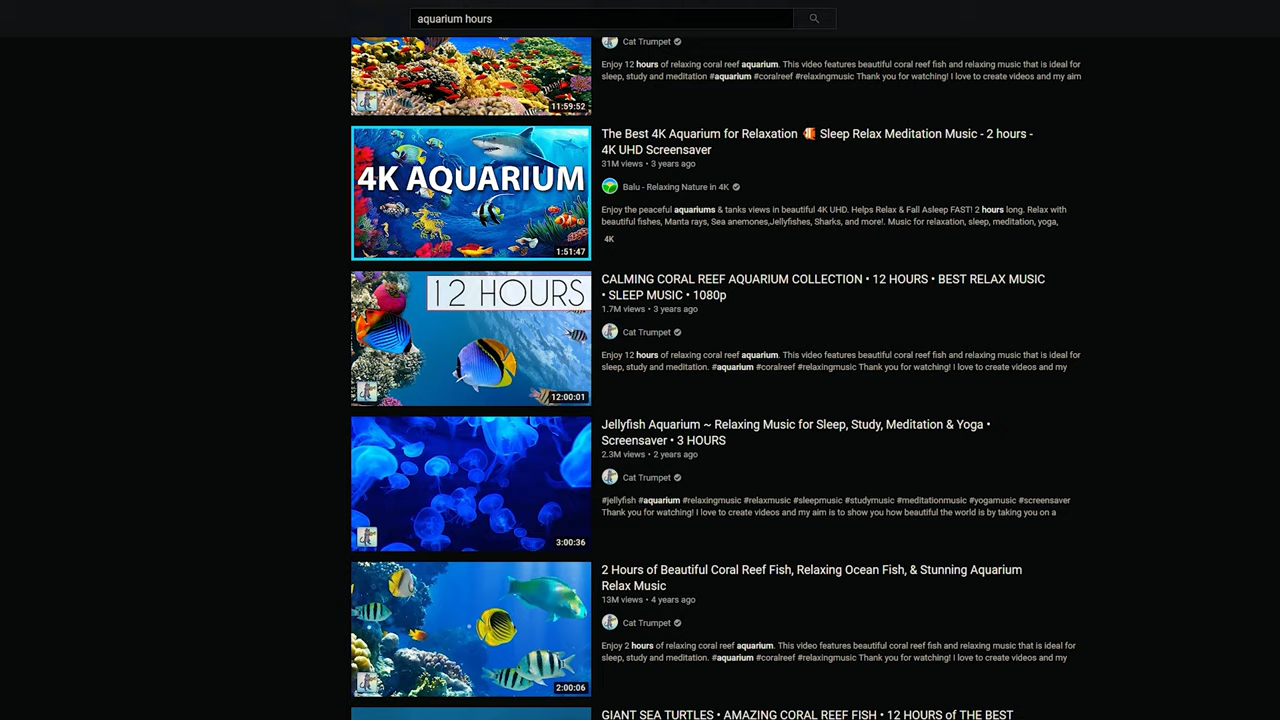 aquarium hours
Cat Trumpet
Enjoy 12 hours of relaxing coral reef aquarium. This video features beautiful coral reef fish and relaxing music that is ideal for
sleep, study and meditation #aquarium #coralreef #relaxingmusic Thank you for watching! I love to create videos and my aim
11:59:52
4K AQUARIUM
1:51:47
The Best 4K Aquarium for Relaxation 🐠 Sleep Relax Meditation Music - 2 hours -
4K UHD Screensaver
31M views • 3 years ago
Balu - Relaxing Nature in 4K
Enjoy the peaceful aquariums & tanks views in beautiful 4K UHD. Helps Relax & Fall Asleep FAST! 2 hours long. Relax with
beautiful fishes, Manta rays, Sea anemones,Jellyfishes, Sharks, and more!. Music for relaxation, sleep, meditation, yoga,
4K
12 HOURS
12:00:01
CALMING CORAL REEF AQUARIUM COLLECTION • 12 HOURS • BEST RELAX MUSIC
• SLEEP MUSIC • 1080p
1.7M views • 3 years ago
Cat Trumpet
Enjoy 12 hours of relaxing coral reef aquarium. This video features beautiful coral reef fish and relaxing music that is ideal for
sleep, study and meditation. #aquarium #coralreef #relaxingmusic Thank you for watching! I love to create videos and my
3:00:36
Jellyfish Aquarium ~ Relaxing Music for Sleep, Study, Meditation & Yoga •
Screensaver • 3 HOURS
2.3M views • 2 years ago
Cat Trumpet
#jellyfish #aquarium #relaxingmusic #relaxmusic #sleepmusic #studymusic #meditationmusic #yogamusic #screensaver
Thank you for watching! I love to create videos and my aim is to show you how beautiful the world is by taking you on a
2:00:06
2 Hours of Beautiful Coral Reef Fish, Relaxing Ocean Fish, & Stunning Aquarium
Relax Music
13M views • 4 years ago
Cat Trumpet
Enjoy 2 hours of relaxing coral reef aquarium. This video features beautiful coral reef fish and relaxing music that is ideal for
sleep, study and meditation. #aquarium #coralreef #relaxingmusic Thank you for watching! I love to create videos and my
GIANT SEA TURTLES • AMAZING CORAL REEF FISH • 12 HOURS of THE BEST